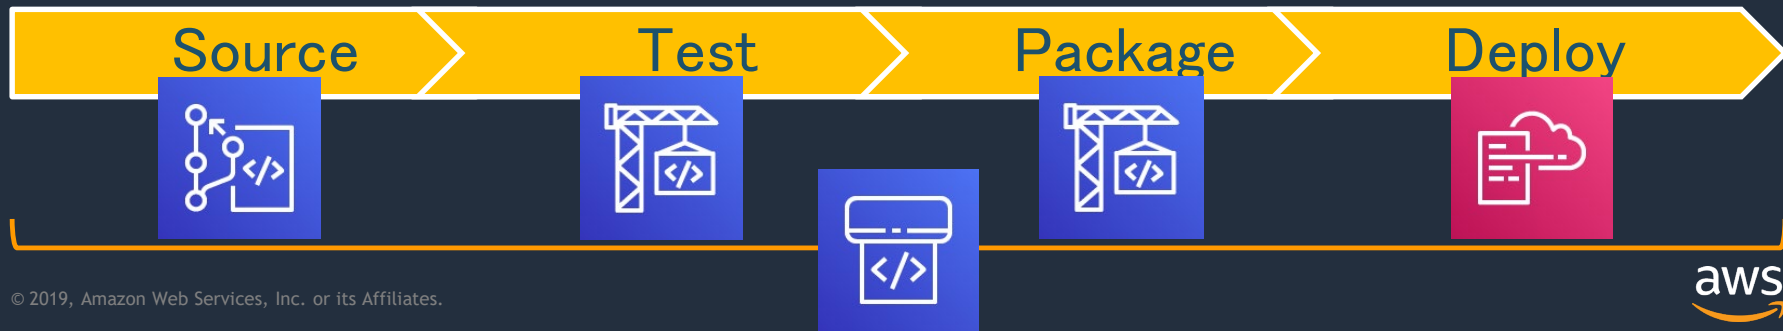 Source
Test
Package
Deploy
</>
</>
</>
</>
© 2019, Amazon Web Services, Inc. or its Affiliates.
aws